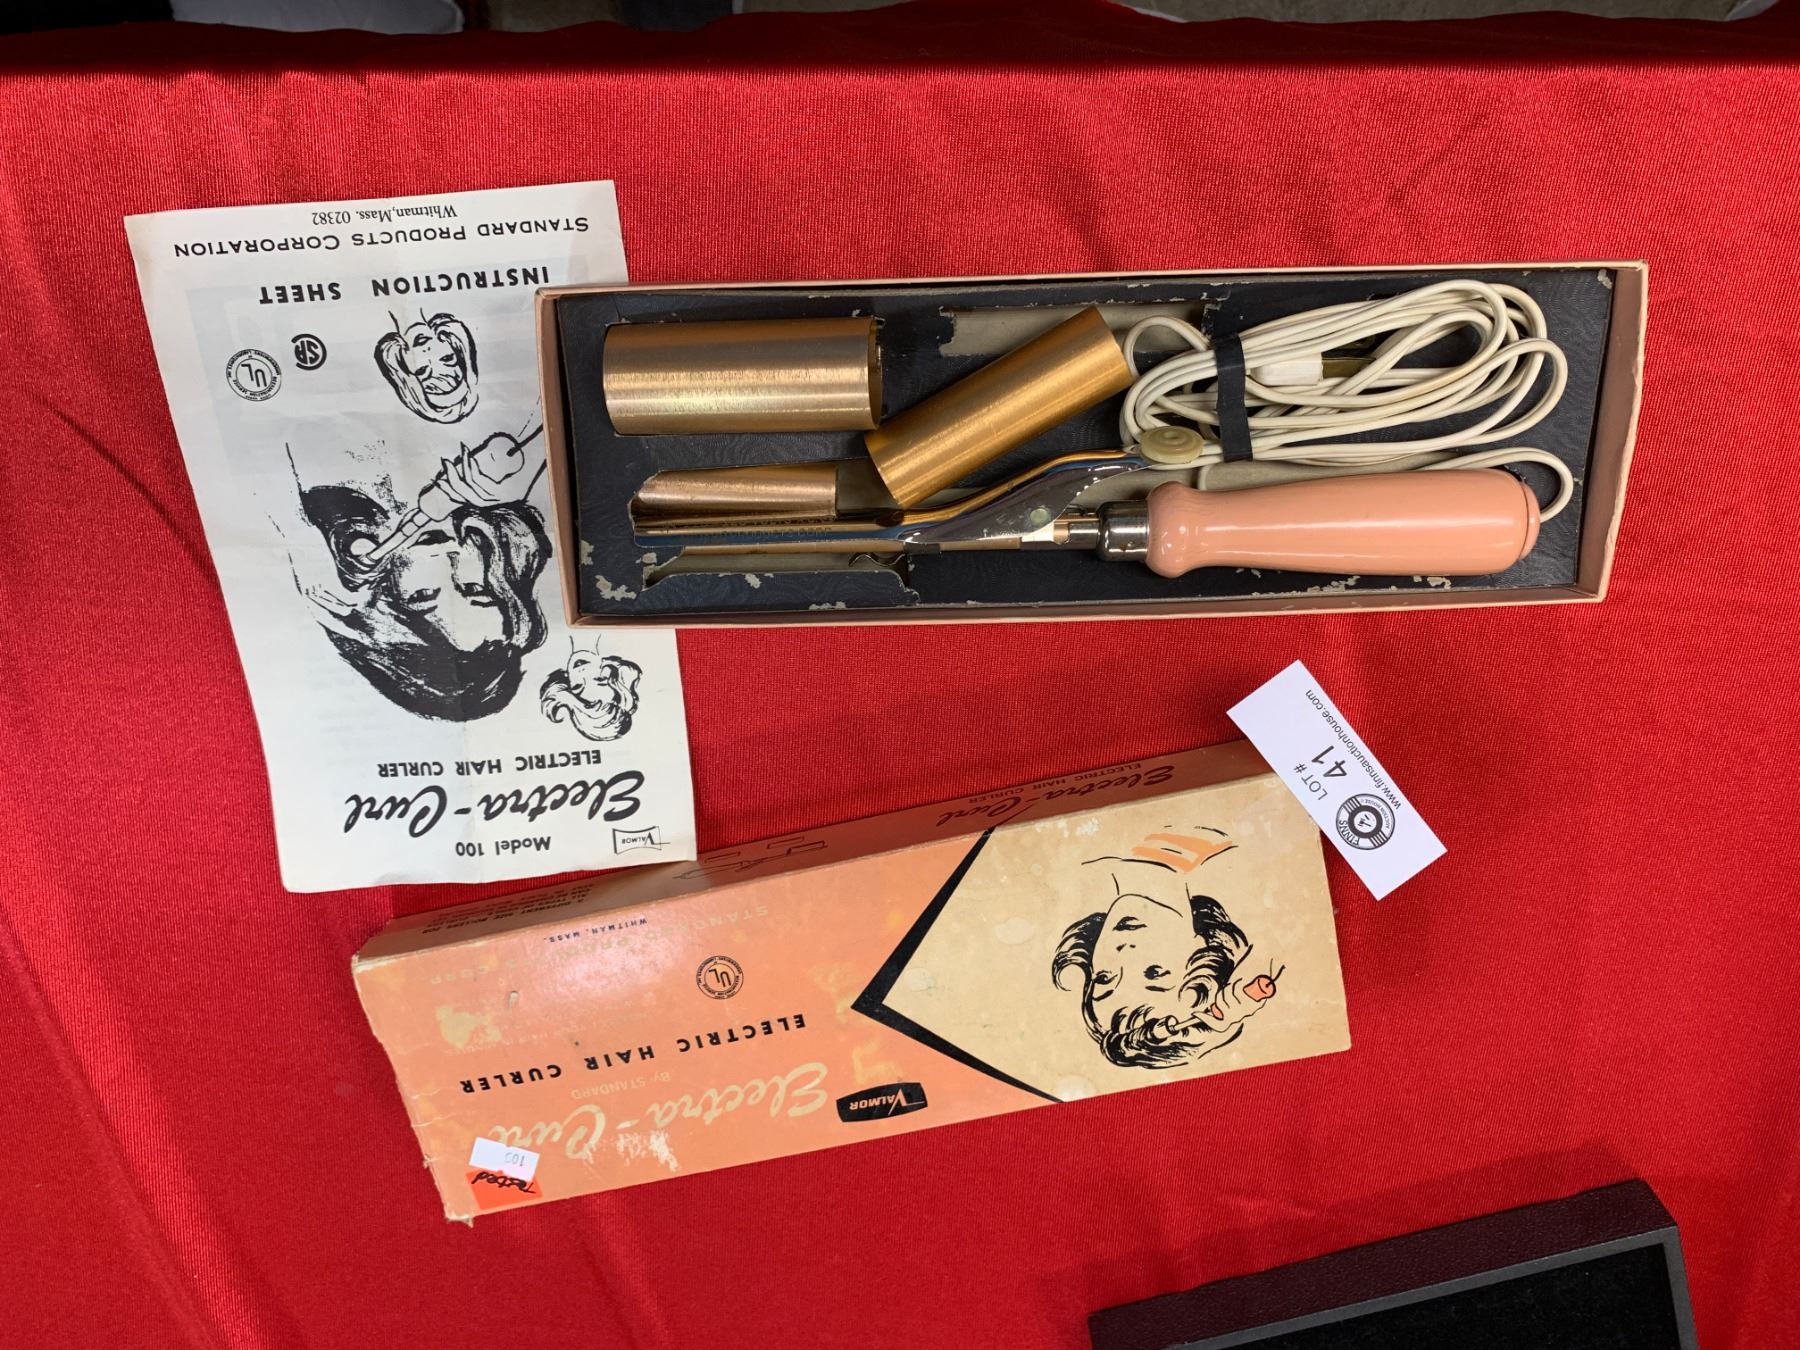 VALMOR
Model 100
Electra-Curl
ELECTRIC HAIR CURLER
INSTRUCTION SHEET
STANDARD PRODUCTS CORPORATION
Whitman,Mass. 02382
UL
SA
Electra-Curl
ELECTRIC HAIR CURLER
VALMOR
Electra-Curl
By STANDARD
ELECTRIC HAIR CURLER
UL
STANDARD PRODUCTS CORP.
WHITMAN, MASS.
Tested
LOT #
41
FINNS
www.finnsauctionhouse.com